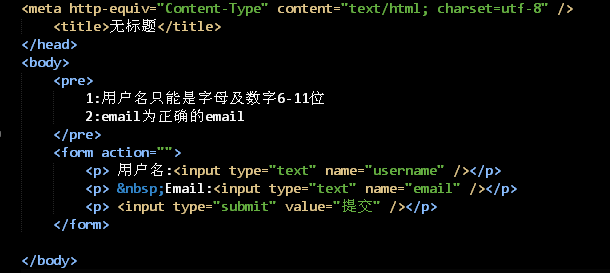 <meta http-equiv="Content-Type" content="text/html; charset=utf-8" />
<title>无标题</title>
</head>
<body>
<pre>
1:用户名只能是字母及数字6-11位
2:email为正确的email
</pre>
<form action="">
<p> 用户名:<input type="text" name="username" /></p>
<p> &nbsp;Email:<input type="text" name="email" /></p>
<p> <input type="submit" value="提交" /></p>
</form>
</body>